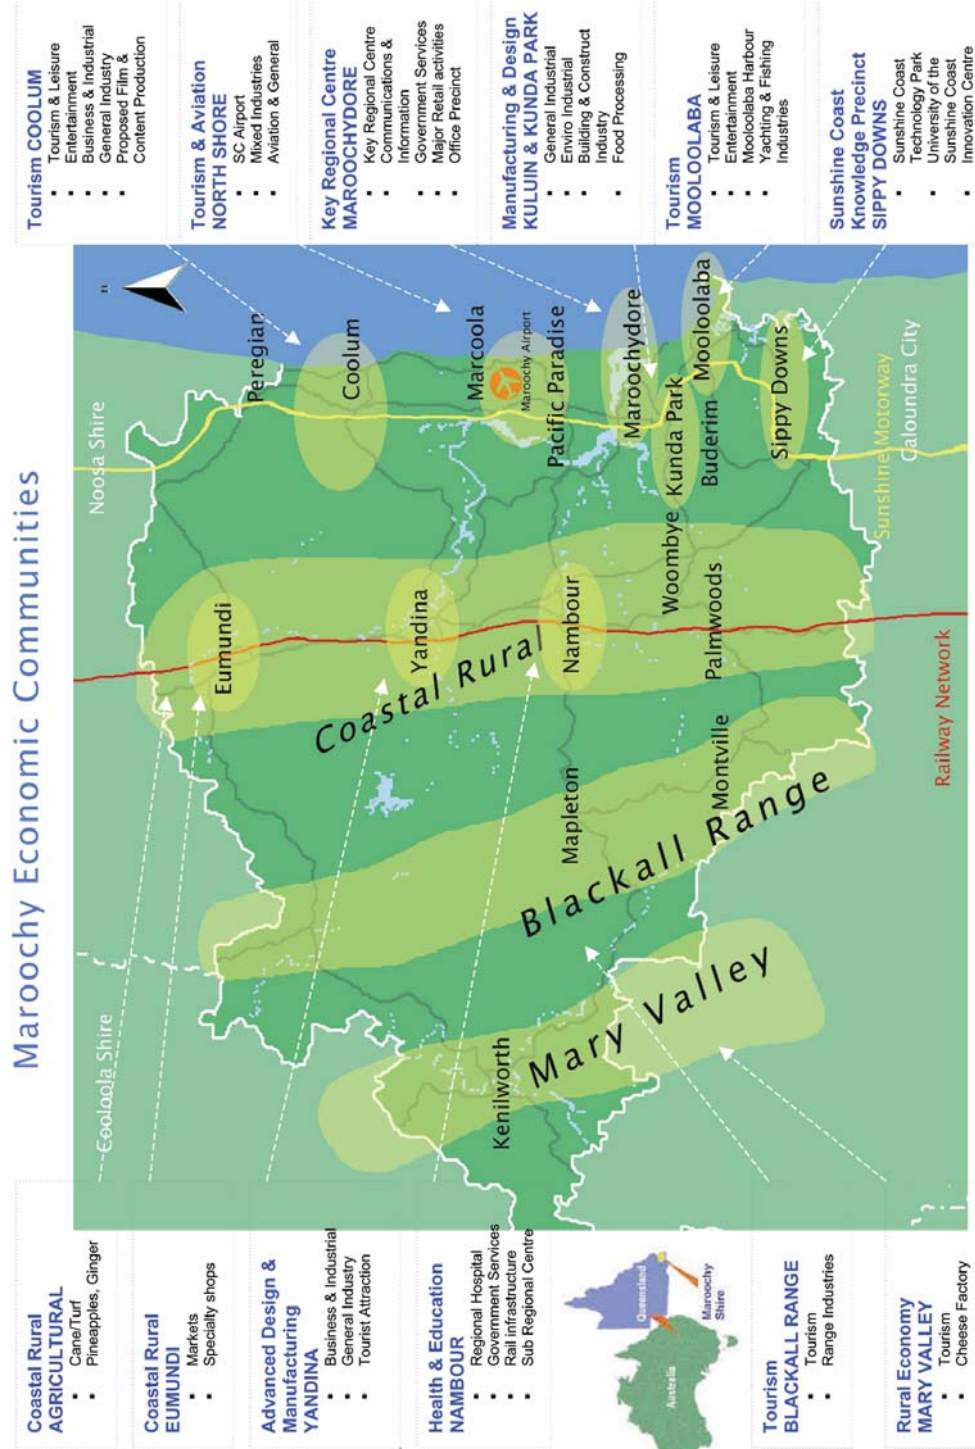 Maroochy Economic Communities
Coastal Rural
AGRICULTURAL
▪ Cane/Turf
▪ Pineapples, Ginger
Coastal Rural
EUMUNDI
▪ Markets
▪ Specialty shops
Advanced Design &
Manufacturing
YANDINA
▪ Business & Industrial
▪ General Industry
▪ Tourist Attraction
Health & Education
NAMBOUR
▪ Regional Hospital
▪ Government Services
▪ Rail infrastructure
▪ Sub Regional Centre
Australia
Queensland
Maroochy
Shire
Tourism
BLACKALL RANGE
▪ Tourism
▪ Range Industries
Rural Economy
MARY VALLEY
▪ Tourism
▪ Cheese Factory
Cooloola Shire
Noosa Shire
N
Peregian
Eumundi
Coolum
Yandina
Marcoola
Maroochy Airport
Coastal Rural
Kenilworth
Mapleton
Nambour
Pacific Paradise
Maroochydore
Mary Valley
Blackall Range
Woombye
Kunda Park
Montville
Palmwoods
Buderim
Mooloolaba
Sippy Downs
Sunshine Motorway
Caloundra City
Railway Network
Tourism COOLUM
▪ Tourism & Leisure
▪ Entertainment
▪ Business & Industrial
▪ General Industry
▪ Proposed Film &
Content Production
Tourism & Aviation
NORTH SHORE
▪ SC Airport
▪ Mixed Industries
▪ Aviation & General
Key Regional Centre
MAROOCHYDORE
▪ Key Regional Centre
▪ Communications &
Information
▪ Government Services
▪ Major Retail activities
▪ Office Precinct
Manufacturing & Design
KULUIN & KUNDA PARK
▪ General Industrial
▪ Enviro Industrial
▪ Building & Construct
Industry
▪ Food Processing
Tourism
MOOLOOLABA
▪ Tourism & Leisure
▪ Entertainment
▪ Mooloolaba Harbour
▪ Yachting & Fishing
Industries
Sunshine Coast
Knowledge Precinct
SIPPY DOWNS
▪ Sunshine Coast
Technology Park
▪ University of the
Sunshine Coast
▪ Sunshine Coast
Innovation Centre